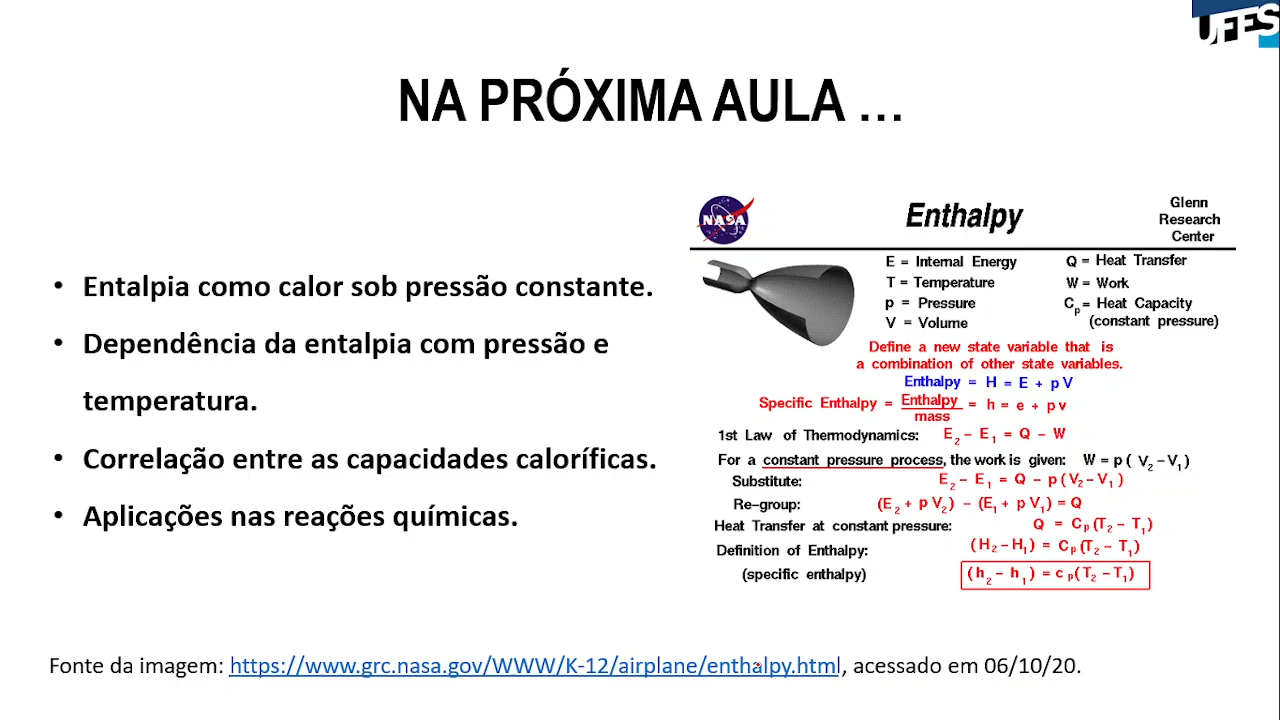 UFES
NA PRÓXIMA AULA ...
• Entalpia como calor sob pressão constante.
• Dependência da entalpia com pressão e
temperatura.
• Correlação entre as capacidades caloríficas.
• Aplicações nas reações químicas.
NASA
Enthalpy
Glenn
Research
Center
E = Internal Energy
T = Temperature
p = Pressure
V = Volume
Q = Heat Transfer
W = Work
Cp = Heat Capacity
(constant pressure)
Define a new state variable that is
a combination of other state variables.
Enthalpy = H = E + p V
Specific Enthalpy = Enthalpy / mass = h = e + p v
1st Law of Thermodynamics: E2 – E1 = Q – W
For a constant pressure process, the work is given: W = p ( V2 – V1 )
Substitute: E2 – E1 = Q – p ( V2 – V1 )
Re–group: (E2 + p V2 ) – (E1 + p V1 ) = Q
Heat Transfer at constant pressure: Q = Cp (T2 – T1 )
Definition of Enthalpy: ( H2 – H1 ) = Cp (T2 – T1 )
(specific enthalpy) ( h2 – h1 ) = cp ( T2 – T1 )
Fonte da imagem: https://www.grc.nasa.gov/WWW/K-12/airplane/enthalpy.html, acessado em 06/10/20.